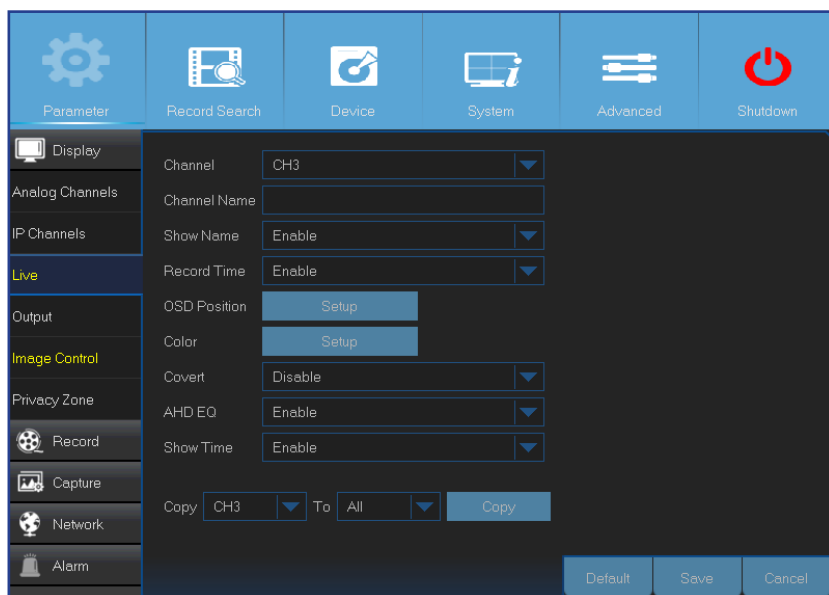 Parameter Record Search Device System Advanced Shutdown
Display
Analog Channels
IP Channels
Live
Output
Image Control
Privacy Zone
Record
Capture
Network
Alarm
Channel CH3
Channel Name
Show Name Enable
Record Time Enable
OSD Position Setup
Color Setup
Covert Disable
AHD EQ Enable
Show Time Enable
Copy CH3 To All Copy
Default Save Cancel